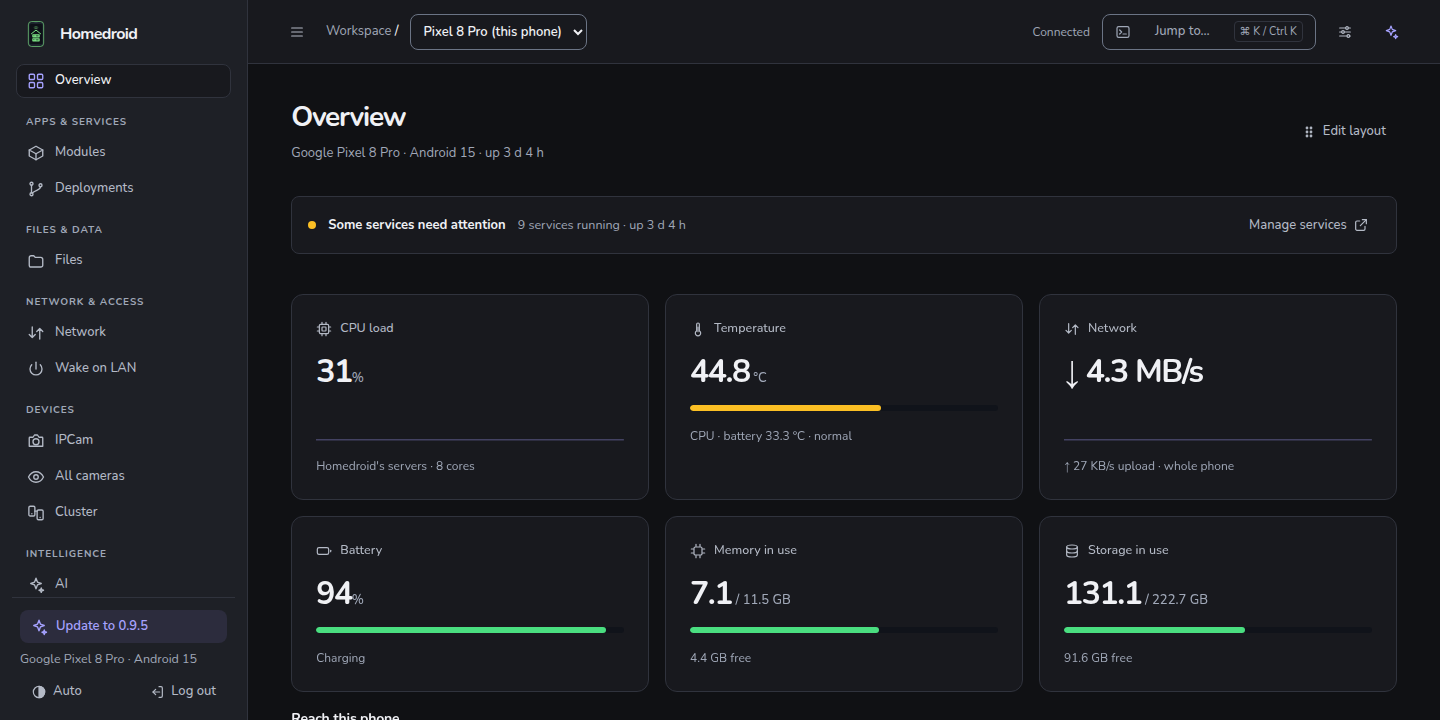 Homedroid
Overview
APPS & SERVICES
Modules
Deployments
FILES & DATA
Files
NETWORK & ACCESS
Network
Wake on LAN
DEVICES
IPCam
All cameras
Cluster
INTELLIGENCE
AI
Update to 0.9.5
Google Pixel 8 Pro · Android 15
Auto
Log out
Workspace /
Pixel 8 Pro (this phone)
Connected
Jump to...
⌘ K / Ctrl K
Overview
Google Pixel 8 Pro · Android 15 · up 3 d 4 h
Edit layout
Some services need attention 9 services running · up 3 d 4 h
Manage services
CPU load
31%
Homedroid's servers · 8 cores
Temperature
44.8 °C
CPU · battery 33.3 °C · normal
Network
↓ 4.3 MB/s
↑ 27 KB/s upload · whole phone
Battery
94%
Charging
Memory in use
7.1 / 11.5 GB
4.4 GB free
Storage in use
131.1 / 222.7 GB
91.6 GB free
Reach this phone